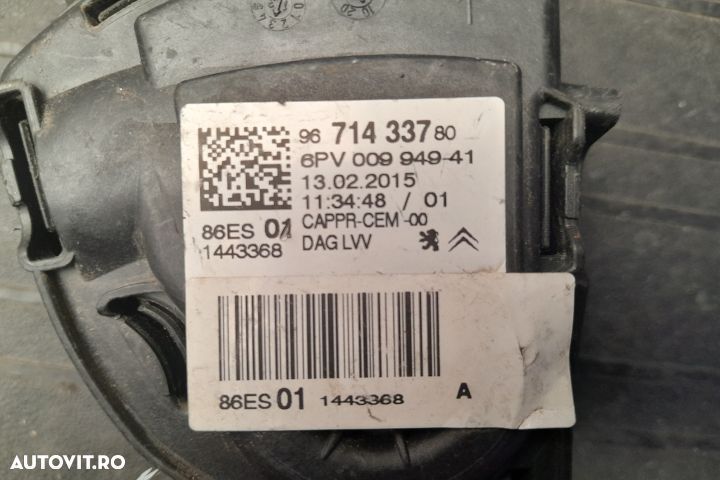 96 714 337 80
6PV 009 949-41
13.02.2015
11:34:48 / 01
86ES 01 CAPPR-CEM -00
1443368 DAG LVV
86ES 01 1443368 A
AUTOVIT.RO